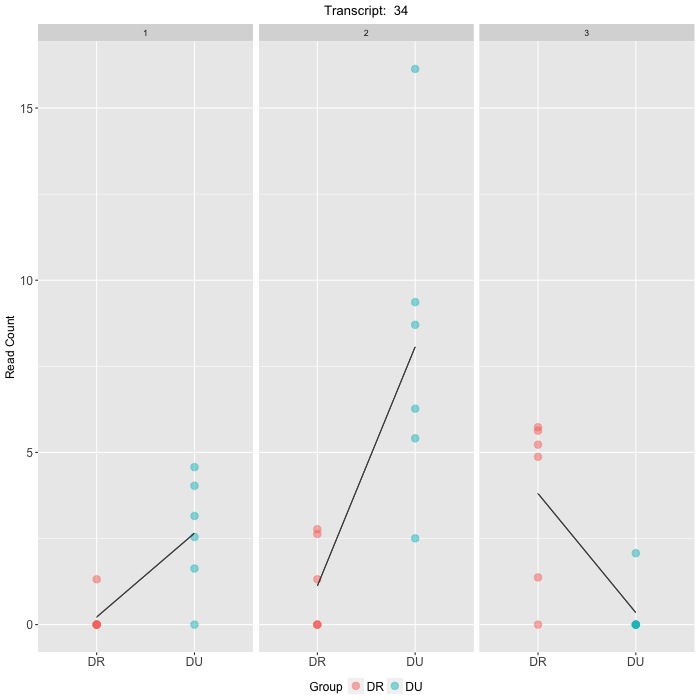 Transcript:  34
1 2 3
15
10
5
0
Read Count
DR DU DR DU DR DU
Group DR DU